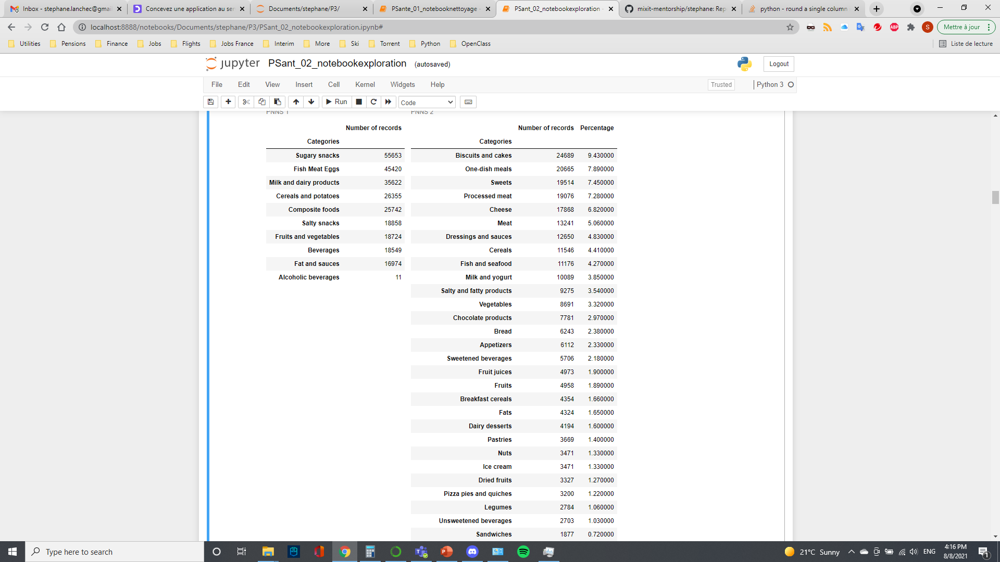 Inbox - stephane.lanchec@gmai
Concevez une application au ser
Documents/stephane/P3/
PSante_01_notebooknettoyage -
PSant_02_notebookexploration -
mixit-mentorship/stephane: Rep
python - round a single column
localhost:8888/notebooks/Documents/stephane/P3/PSant_02_notebookexploration.ipynb#
ABP
S
Mettre à jour
Utilities
Pensions
Finance
Jobs
Flights
Jobs France
Interim
More
Ski
Torrent
Python
OpenClass
Liste de lecture
jupyter PSant_02_notebookexploration (autosaved)
Logout
File Edit View Insert Cell Kernel Widgets Help
Trusted
Python 3
Run
Code
PNNS 1
PNNS 2
Number of records
Categories
Sugary snacks 55653
Fish Meat Eggs 45420
Milk and dairy products 35622
Cereals and potatoes 26355
Composite foods 25742
Salty snacks 18858
Fruits and vegetables 18724
Beverages 18549
Fat and sauces 16974
Alcoholic beverages 11
Number of records Percentage
Categories
Biscuits and cakes 24689 9.430000
One-dish meals 20665 7.890000
Sweets 19514 7.450000
Processed meat 19076 7.280000
Cheese 17868 6.820000
Meat 13241 5.060000
Dressings and sauces 12650 4.830000
Cereals 11546 4.410000
Fish and seafood 11176 4.270000
Milk and yogurt 10089 3.850000
Salty and fatty products 9275 3.540000
Vegetables 8691 3.320000
Chocolate products 7781 2.970000
Bread 6243 2.380000
Appetizers 6112 2.330000
Sweetened beverages 5706 2.180000
Fruit juices 4973 1.900000
Fruits 4958 1.890000
Breakfast cereals 4354 1.660000
Fats 4324 1.650000
Dairy desserts 4194 1.600000
Pastries 3669 1.400000
Nuts 3471 1.330000
Ice cream 3471 1.330000
Dried fruits 3327 1.270000
Pizza pies and quiches 3200 1.220000
Legumes 2784 1.060000
Unsweetened beverages 2703 1.030000
Sandwiches 1877 0.720000
Type here to search
21°C Sunny
ENG
4:16 PM
8/8/2021
1